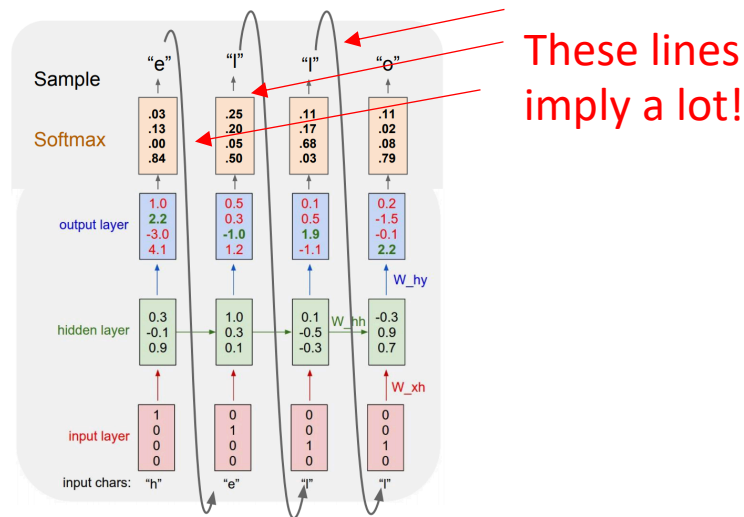 These lines
imply a lot!
Sample
“e” “l” “l” “o”
Softmax
.03 .25 .11 .11
.13 .20 .17 .02
.00 .05 .68 .08
.84 .50 .03 .79
output layer
1.0 0.5 0.1 0.2
2.2 0.3 0.5 -1.5
-3.0 -1.0 1.9 -0.1
4.1 1.2 -1.1 2.2
W_hy
hidden layer
0.3 1.0 0.1 -0.3
-0.1 0.3 -0.5 0.9
0.9 0.1 -0.3 0.7
W_hh
W_xh
input layer
1 0 0 0
0 1 0 0
0 0 1 1
0 0 0 0
input chars: “h” “e” “l” “l”